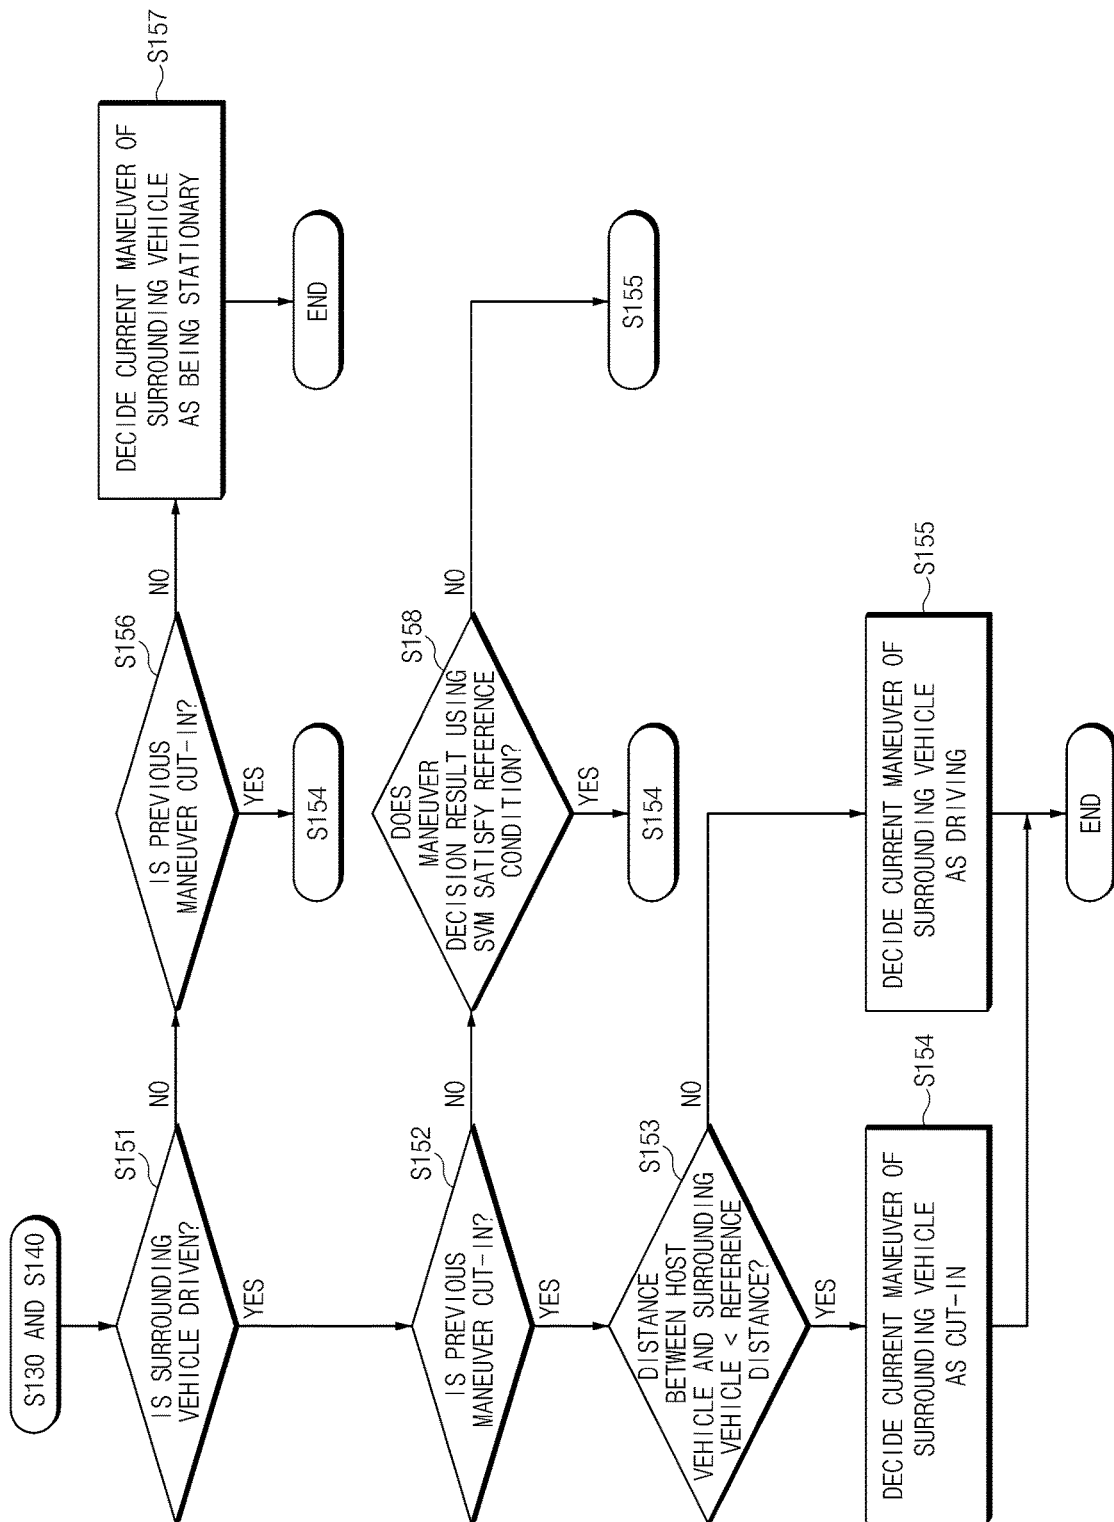 S130 AND S140
S151
IS SURROUNDING
VEHICLE DRIVEN?
NO
YES
S156
IS PREVIOUS
MANEUVER CUT-IN?
NO
YES
S154
S157
DECIDE CURRENT MANEUVER OF
SURROUNDING VEHICLE
AS BEING STATIONARY
END
S152
IS PREVIOUS
MANEUVER CUT-IN?
NO
YES
S158
DOES
MANEUVER
DECISION RESULT USING
SVM SATISFY REFERENCE
CONDITION?
NO
YES
S154
S155
S153
DISTANCE
BETWEEN HOST
VEHICLE AND SURROUNDING
VEHICLE < REFERENCE
DISTANCE?
NO
YES
S154
DECIDE CURRENT MANEUVER OF
SURROUNDING VEHICLE
AS CUT-IN
S155
DECIDE CURRENT MANEUVER OF
SURROUNDING VEHICLE
AS DRIVING
END